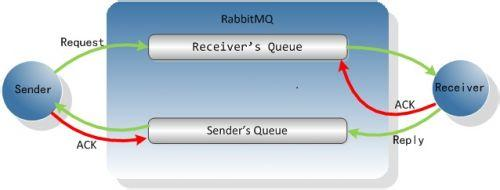 RabbitMQ
Request
Receiver's Queue
Sender
Receiver
ACK
Sender's Queue
ACK
Reply